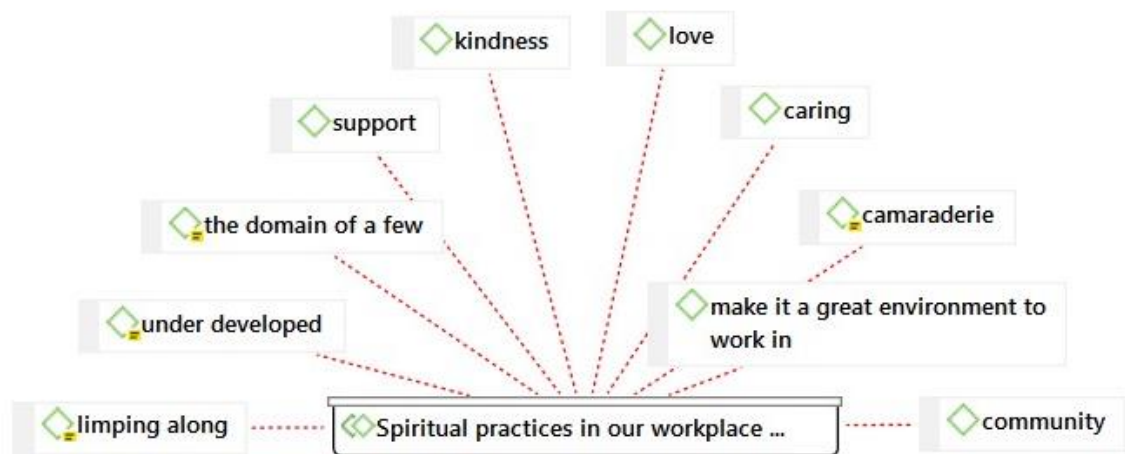 kindness
love
support
caring
the domain of a few
camaraderie
under developed
make it a great environment to
work in
limping along
Spiritual practices in our workplace ...
community